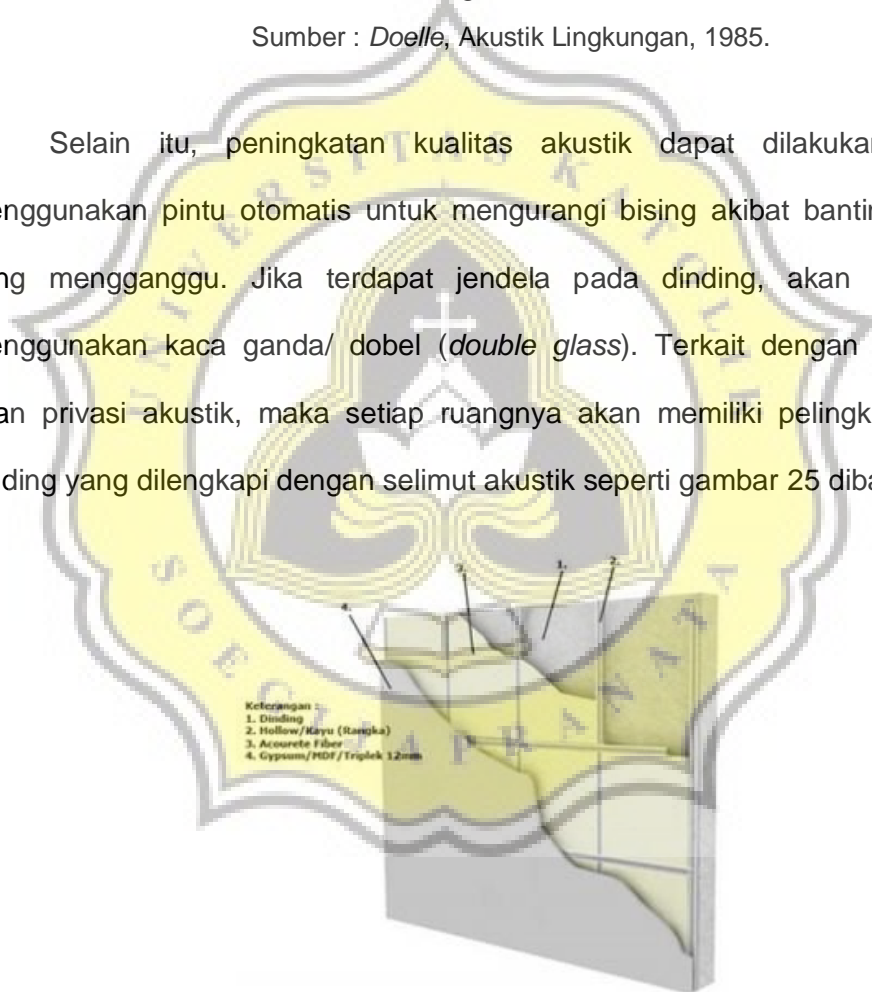 Sumber : Doelle, Akustik Lingkungan, 1985.
Selain itu, peningkatan kualitas akustik dapat dilakukan
enggunakan pintu otomatis untuk mengurangi bising akibat bantin
ng mengganggu. Jika terdapat jendela pada dinding, akan
enggunakan kaca ganda/ dobel (double glass). Terkait dengan
an privasi akustik, maka setiap ruangnya akan memiliki pelingk
ding yang dilengkapi dengan selimut akustik seperti gambar 25 diba
UNIVERSITAS KATOLIK
SOEGIJAPRANATA
3.
1.
2.
4.
Keterangan :
1. Dinding
2. Hollow/Kayu (Rangka)
3. Acourete Fiber
4. Gypsum/MDF/Triplek 12mm